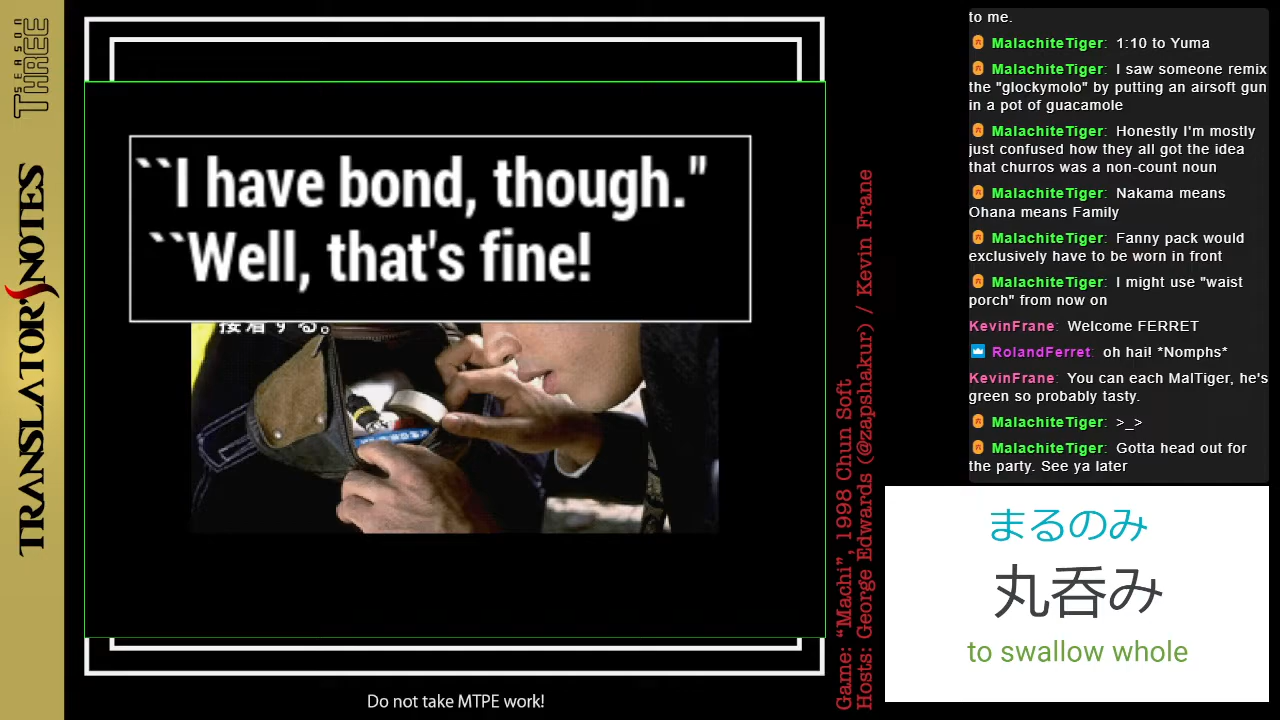 SEASON
THREE
TRANSLATOR'S NOTES
``I have bond, though."
``Well, that's fine!
接着する。
Do not take MTPE work!
Game: “Machi”, 1998 Chun Soft
Hosts: George Edwards (@zapshakur) / Kevin Frane
to me.
MalachiteTiger: 1:10 to Yuma
MalachiteTiger: I saw someone remix
the "glockymolo" by putting an airsoft gun
in a pot of guacamole
MalachiteTiger: Honestly I'm mostly
just confused how they all got the idea
that churros was a non-count noun
MalachiteTiger: Nakama means
Ohana means Family
MalachiteTiger: Fanny pack would
exclusively have to be worn in front
MalachiteTiger: I might use "waist
porch" from now on
KevinFrane: Welcome FERRET
RolandFerret: oh hai! *Nomphs*
KevinFrane: You can each MalTiger, he's
green so probably tasty.
MalachiteTiger: >_>
MalachiteTiger: Gotta head out for
the party. See ya later
まるのみ
丸呑み
to swallow whole